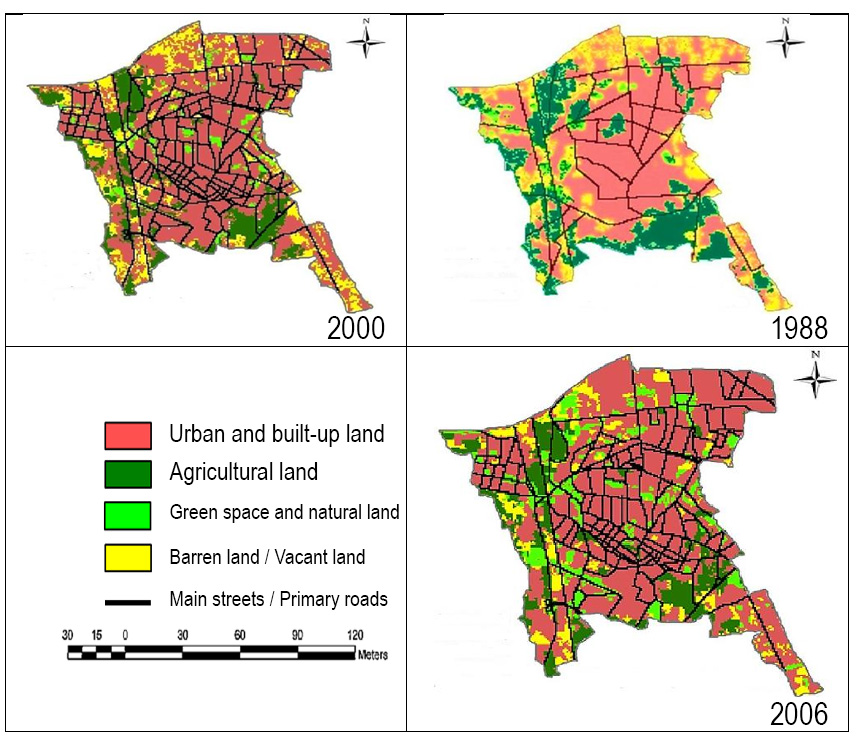 N
2000
N
1988
Urban and built-up land
Agricultural land
Green space and natural land
Barren land / Vacant land
Main streets / Primary roads
30 15 0 30 60 90 120
Meters
N
2006